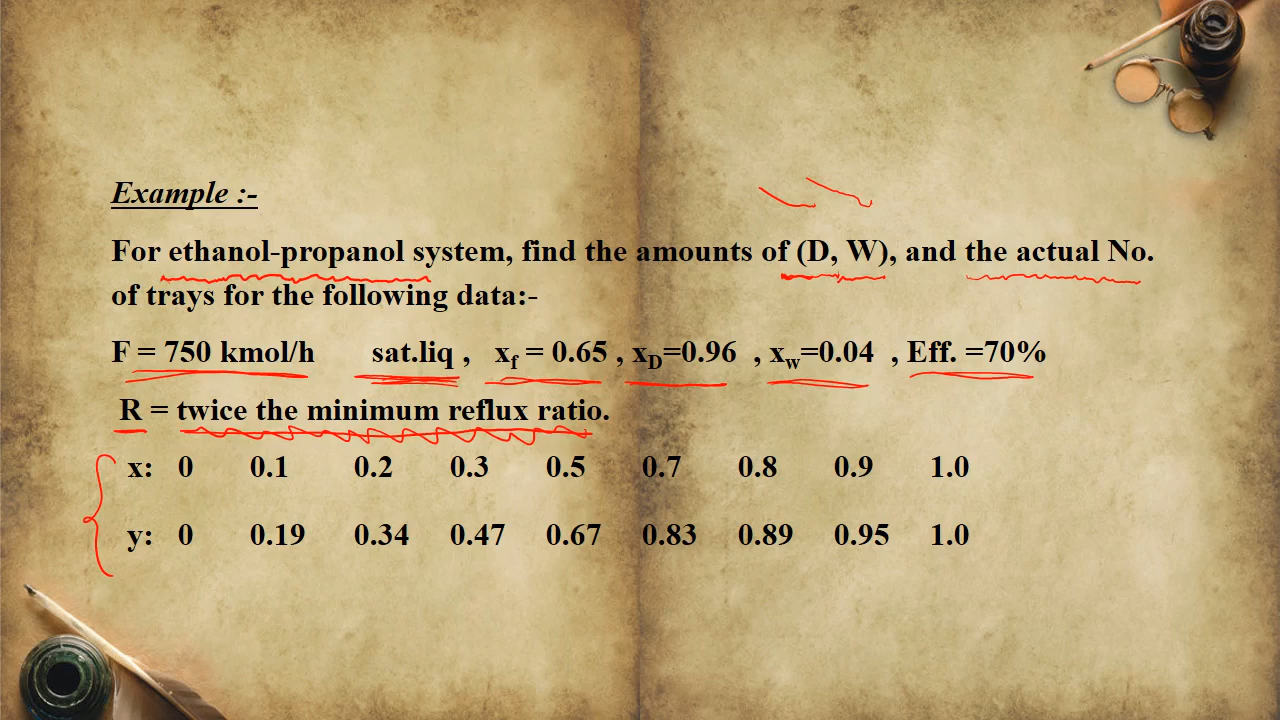 Example :-
For ethanol-propanol system, find the amounts of (D, W), and the actual No.
of trays for the following data:-
F = 750 kmol/h sat.liq , xf = 0.65 , xD=0.96 , xw=0.04 , Eff. =70%
R = twice the minimum reflux ratio.
x: 0 0.1 0.2 0.3 0.5 0.7 0.8 0.9 1.0
y: 0 0.19 0.34 0.47 0.67 0.83 0.89 0.95 1.0